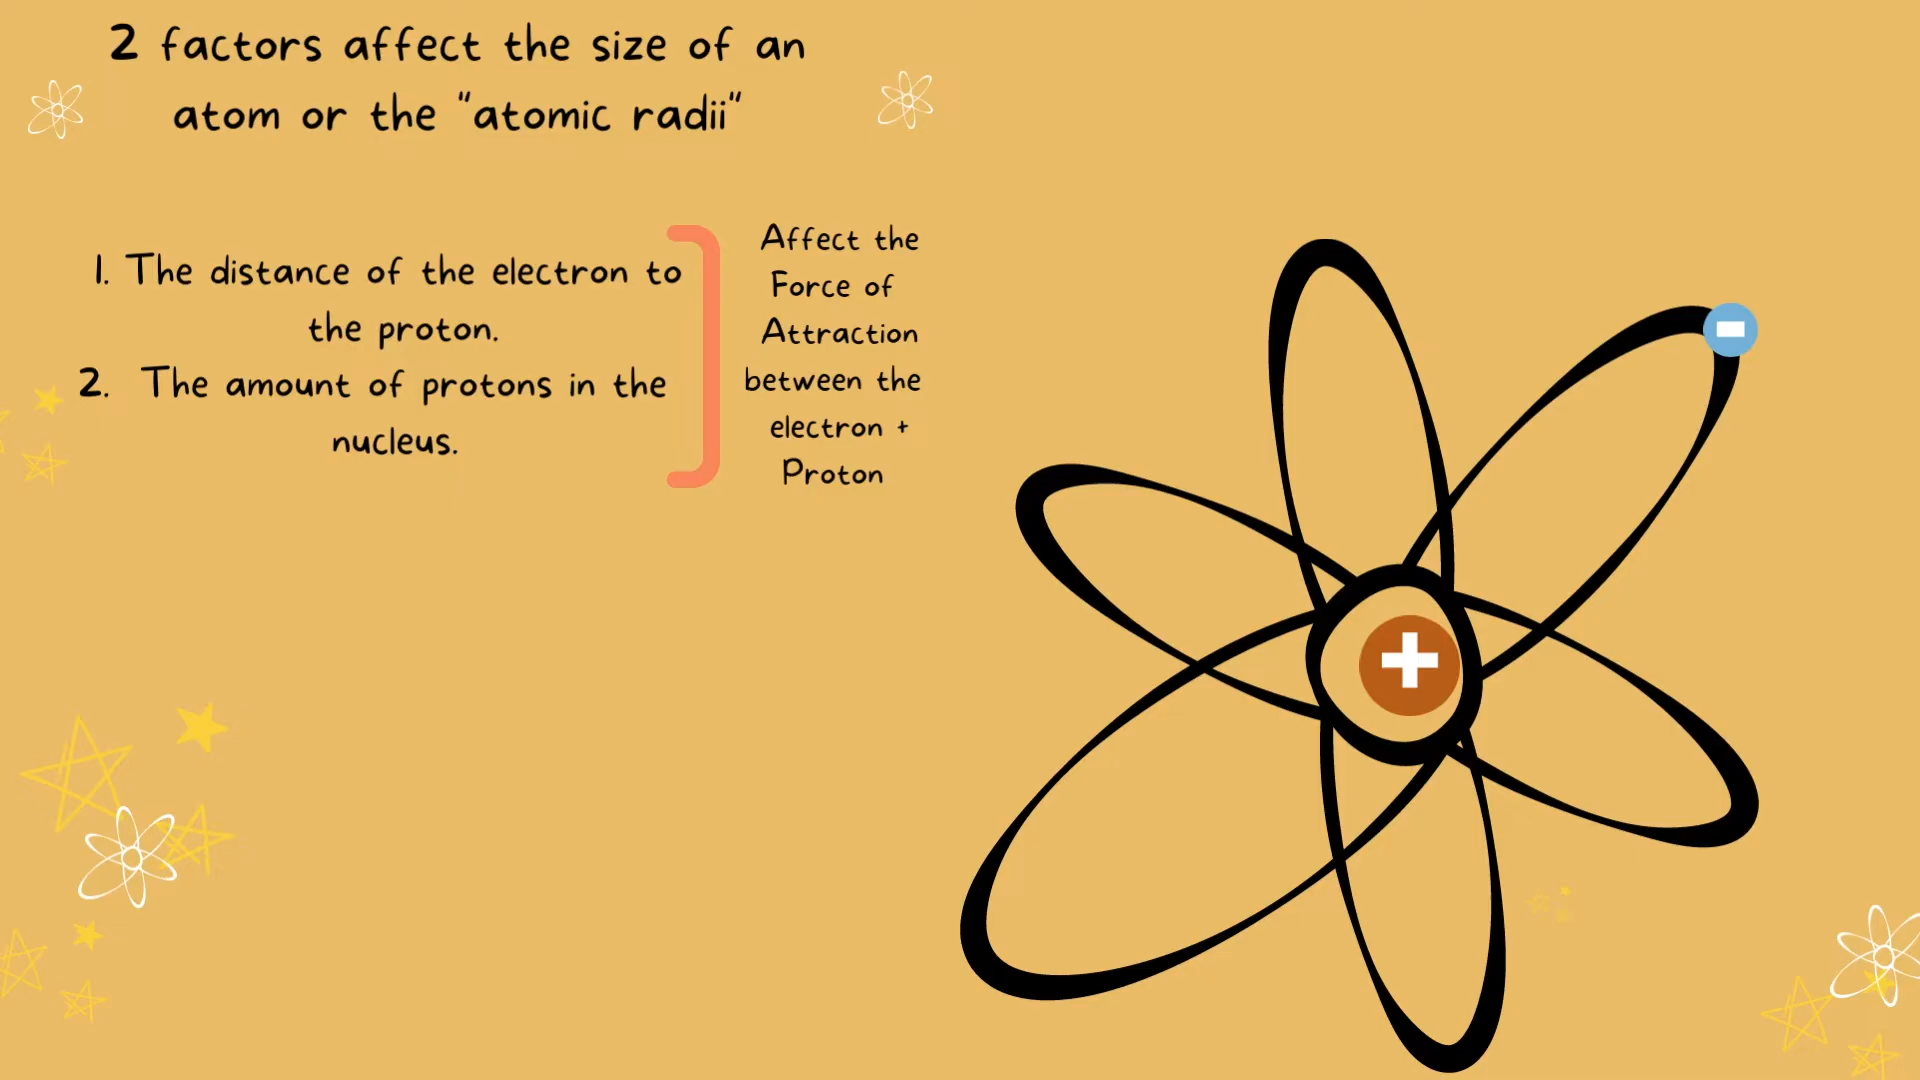 2 factors affect the size of an
atom or the "atomic radii"
1. The distance of the electron to
the proton.
2. The amount of protons in the
nucleus.
Affect the
Force of
Attraction
between the
electron +
Proton